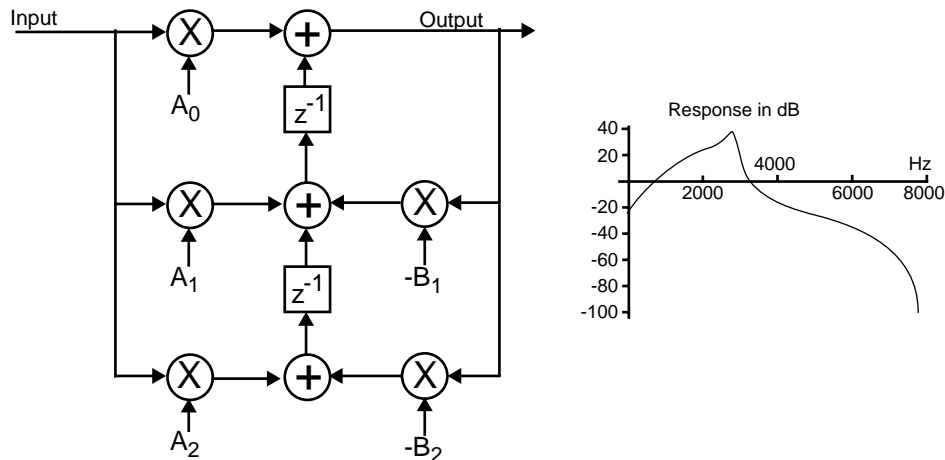 Input
Output
X
+
A₀
z⁻¹
X
+
X
A₁
-B₁
z⁻¹
X
+
X
A₂
-B₂
Response in dB
40
20
-20
-40
-60
-80
-100
2000
4000
6000
8000
Hz